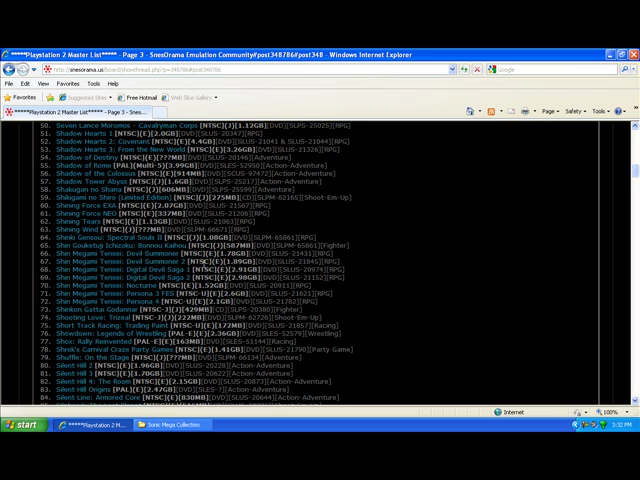 *****Playstation 2 Master List***** - Page 3 - SnesOrama Emulation Community#post348786#post348 - Windows Internet Explorer
http://snesorama.us/board/showthread.php?p=348786#post348786
Google
File Edit View Favorites Tools Help
Favorites Suggested Sites Free Hotmail Web Slice Gallery
*****Playstation 2 Master List***** - Page 3 - SnesO... Page Safety Tools
50. Seven Lance Moromos - Cavalryman Corps [NTSC](J)[1.12GB][DVD][SLPS-25025][RPG]
51. Shadow Hearts 1 [NTSC](E)[2.0GB][DVD][SLUS-20347][RPG]
52. Shadow Hearts 2: Covenant [NTSC](E)[4.4GB][DVD][SLUS-21041 & SLUS-21044][RPG]
53. Shadow Hearts 3: From the New World [NTSC](E)[3.26GB][DVD][SLUS-21326][RPG]
54. Shadow of Destiny [NTSC](E)[???MB][DVD][SLUS-20146][Adventure]
55. Shadow of Rome [PAL](Multi-5)[3.99GB][DVD][SLES-52950][Action-Adventure]
56. Shadow of the Colossus [NTSC](E)[914MB][DVD][SCUS-97472][Action-Adventure]
57. Shadow Tower Abyss [NTSC](J)[1.6GB][DVD][SLPS-25217][Action-Adventure]
58. Shakugan no Shana [NTSC](J)[606MB][DVD][SLPS-25599][Adventure]
59. Shikigami no Shiro (Limited Edition) [NTSC](J)[275MB][CD][SLPM-62165][Shoot-Em-Up]
60. Shining Force EXA [NTSC](E)[2.07GB][DVD][SLUS-21567][RPG]
61. Shining Force NEO [NTSC](E)[337MB][DVD][SLUS-21206][RPG]
62. Shining Tears [NTSC](E)[1.13GB][DVD][SLUS-21063][RPG]
63. Shining Wind [NTSC](J)[???MB][DVD][SLPM-66671][RPG]
64. Shinki Gensou: Spectral Souls II [NTSC](J)[1.08GB][DVD][SLPM-65861][RPG]
65. Shin Gouketuji Ichizoku: Bonnou Kaihou [NTSC](J)[587MB][DVD][SLPM-65861][Fighter]
66. Shin Megami Tensei: Devil Summoner [NTSC](E)[1.78GB][DVD][SLUS-21431][RPG]
67. Shin Megami Tensei: Devil Summoner 2 [NTSC](E)[1.89GB][DVD][SLUS-21845][RPG]
68. Shin Megami Tensei: Digital Devil Saga 1 [NTSC](E)[2.91GB][DVD][SLUS-20974][RPG]
69. Shin Megami Tensei: Digital Devil Saga 2 [NTSC](E)[2.98GB][DVD][SLUS-21152][RPG]
70. Shin Megami Tensei: Nocturne [NTSC](E)[1.52GB][DVD][SLUS-20911][RPG]
71. Shin Megami Tensei: Persona 3 FES [NTSC-U](E)[2.6GB][DVD][SLUS-21621][RPG]
72. Shin Megami Tensei: Persona 4 [NTSC-U](E)[2.1GB][DVD][SLUS-21782][RPG]
73. Shinkon Gattai Godannar [NTSC-J](J)[429MB][CD][SLPS-20380][Fighter]
74. Shooting Love: Trizeal [NTSC](J)[222MB][DVD][SLPM-62726][Shoot-Em-Up]
75. Short Track Racing: Trading Paint [NTSC-U](E)[172MB][DVD][SLUS-21857][Racing]
76. Showdown: Legends of Wrestling [PAL-E](E)[2.36GB][DVD][SLES-52579][Wrestling]
77. Shox: Rally Reinvented [PAL-E](E)[???MB][DVD][SLES-51144][Racing]
78. Shrek's Carnival Craze Party Games [NTSC](E)[1.41GB][DVD][SLUS-21790][Party Game]
79. Shuffle: On the Stage [NTSC](J)[???MB][DVD][SLPM-66134][Adventure]
80. Silent Hill 2 [NTSC](E)[1.96GB][DVD][SLUS-20228][Action-Adventure]
81. Silent Hill 3 [NTSC](E)[1.70GB][DVD][SLUS-20622][Action-Adventure]
82. Silent Hill 4: The Room [NTSC](E)[2.15GB][DVD][SLUS-20873][Action-Adventure]
83. Silent Hill Origins [PAL](E)[2.47GB][DVD][SLES-?][Action-Adventure]
84. Silent Line: Armored Core [NTSC](E)[630MB][DVD][SLUS-20644][Action-Adventure]
Internet 100%
start *****Playstation 2 M... Sonic Mega Collection 3:32 PM